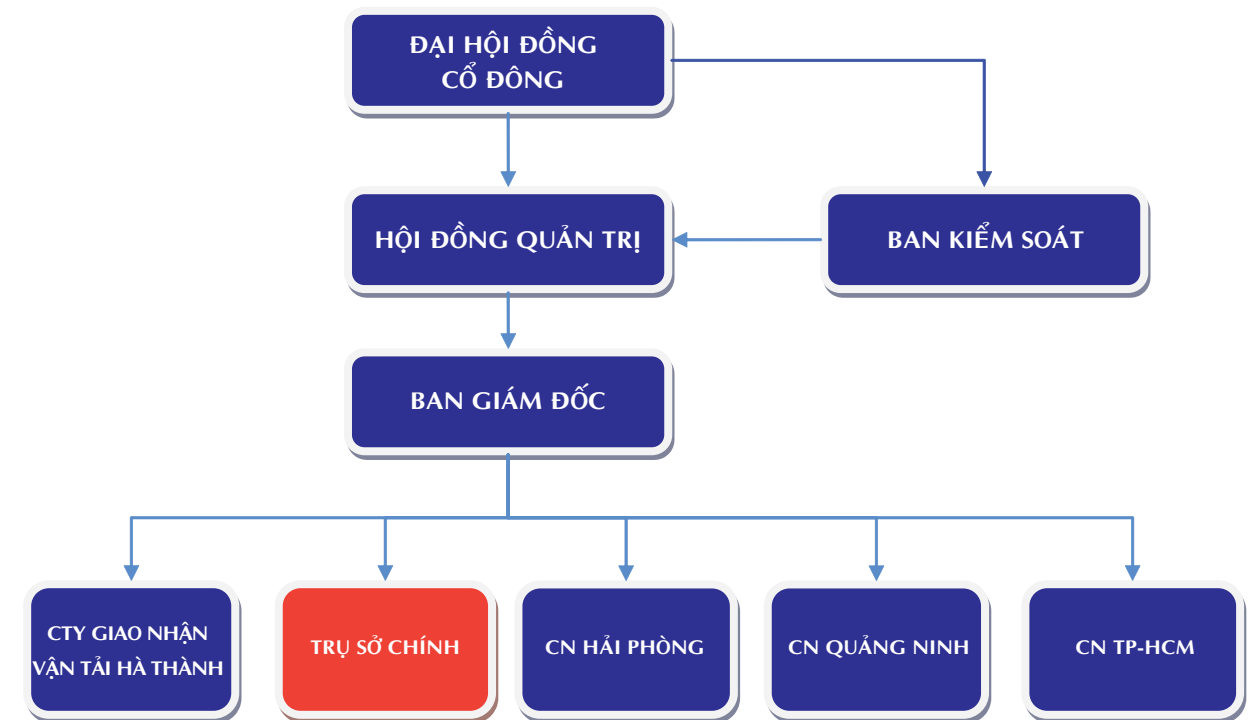 ĐẠI HỘI ĐỒNG
CỔ ĐÔNG
HỘI ĐỒNG QUẢN TRỊ
BAN KIỂM SOÁT
BAN GIÁM ĐỐC
CTY GIAO NHẬN
VẬN TẢI HÀ THÀNH
TRỤ SỞ CHÍNH
CN HẢI PHÒNG
CN QUẢNG NINH
CN TP-HCM